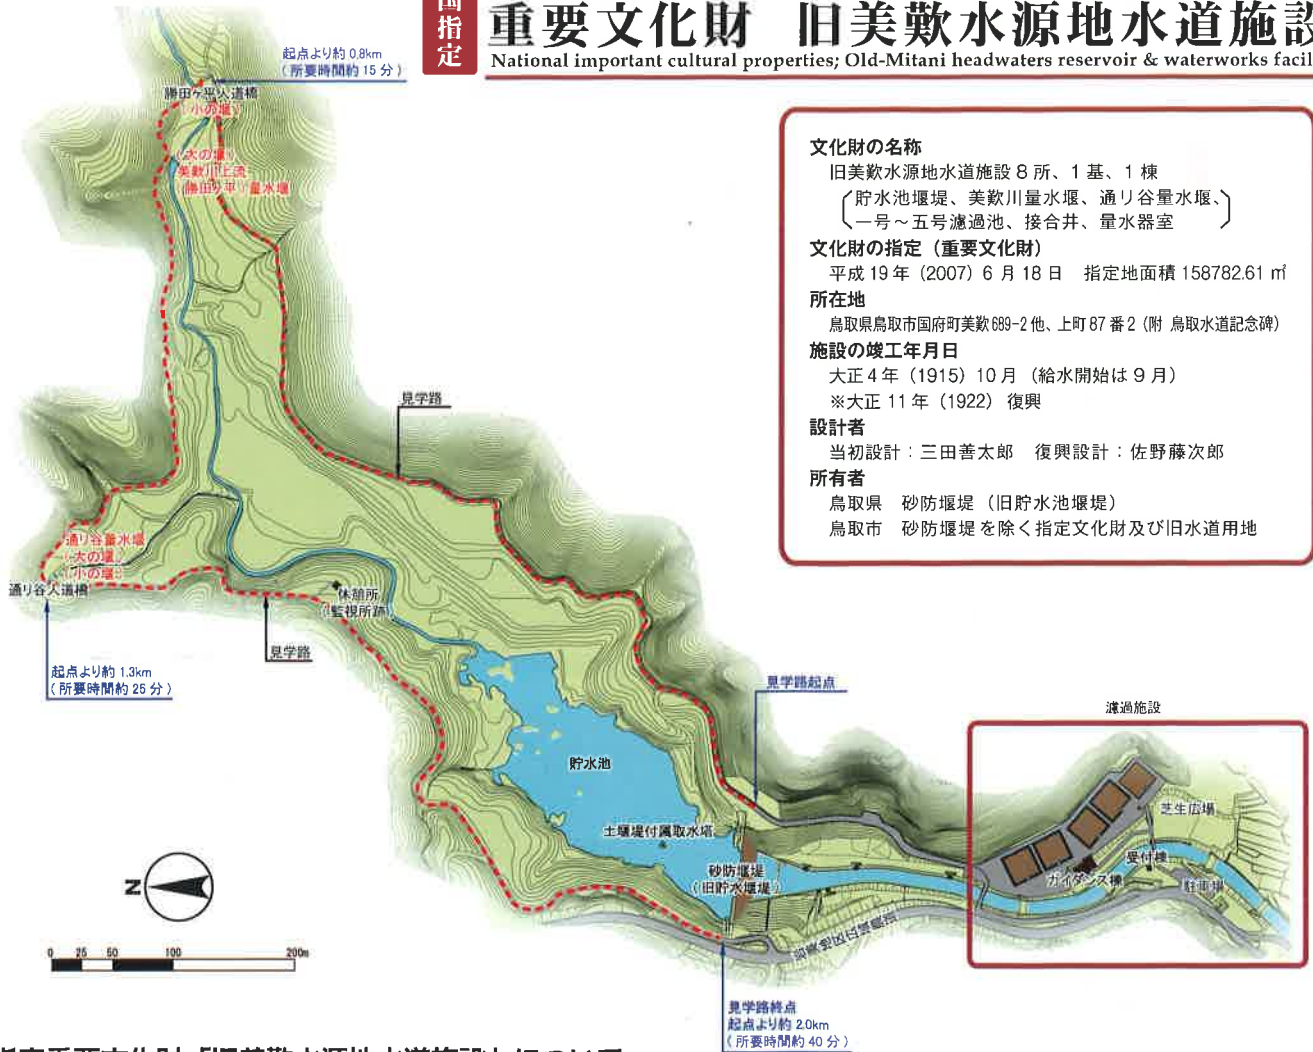 国指定
重要文化財 旧美歎水源地水道施設
National important cultural properties; Old-Mitani headwaters reservoir & waterworks facil
起点より約 0.8km
(所要時間約 15 分)
勝田ヶ平人道橋
(小の堰)
(大の堰)
美歎川上流
(勝田ヶ平)量水堰
文化財の名称
旧美歎水源地水道施設 8 所、1 基、1 棟
貯水池堰堤、美歎川量水堰、通り谷量水堰、
一号～五号濾過池、接合井、量水器室
文化財の指定(重要文化財)
平成 19 年(2007)6 月 18 日 指定地面積 158782.61 ㎡
所在地
鳥取県鳥取市国府町美歎 689-2 他、上町 87 番 2(附 鳥取水道記念碑)
施設の竣工年月日
大正 4 年(1915)10 月(給水開始は 9 月)
※大正 11 年(1922)復興
設計者
当初設計：三田善太郎 復興設計：佐野藤次郎
所有者
鳥取県 砂防堰堤(旧貯水池堰堤)
鳥取市 砂防堰堤を除く指定文化財及び旧水道用地
見学路
通り谷量水堰
(大の堰)
(小の堰)
通り谷人道橋
休憩所
(監視所跡)
見学路
起点より約 1.3km
(所要時間約 25 分)
見学路起点
濾過施設
貯水池
芝生広場
土堰堤付属取水塔
受付棟
砂防堰堤
(旧貯水堰堤)
ガイダンス棟
駐車場
N
0 25 50 100 200m
見学路終点
起点より約 2.0km
(所要時間約 40 分)